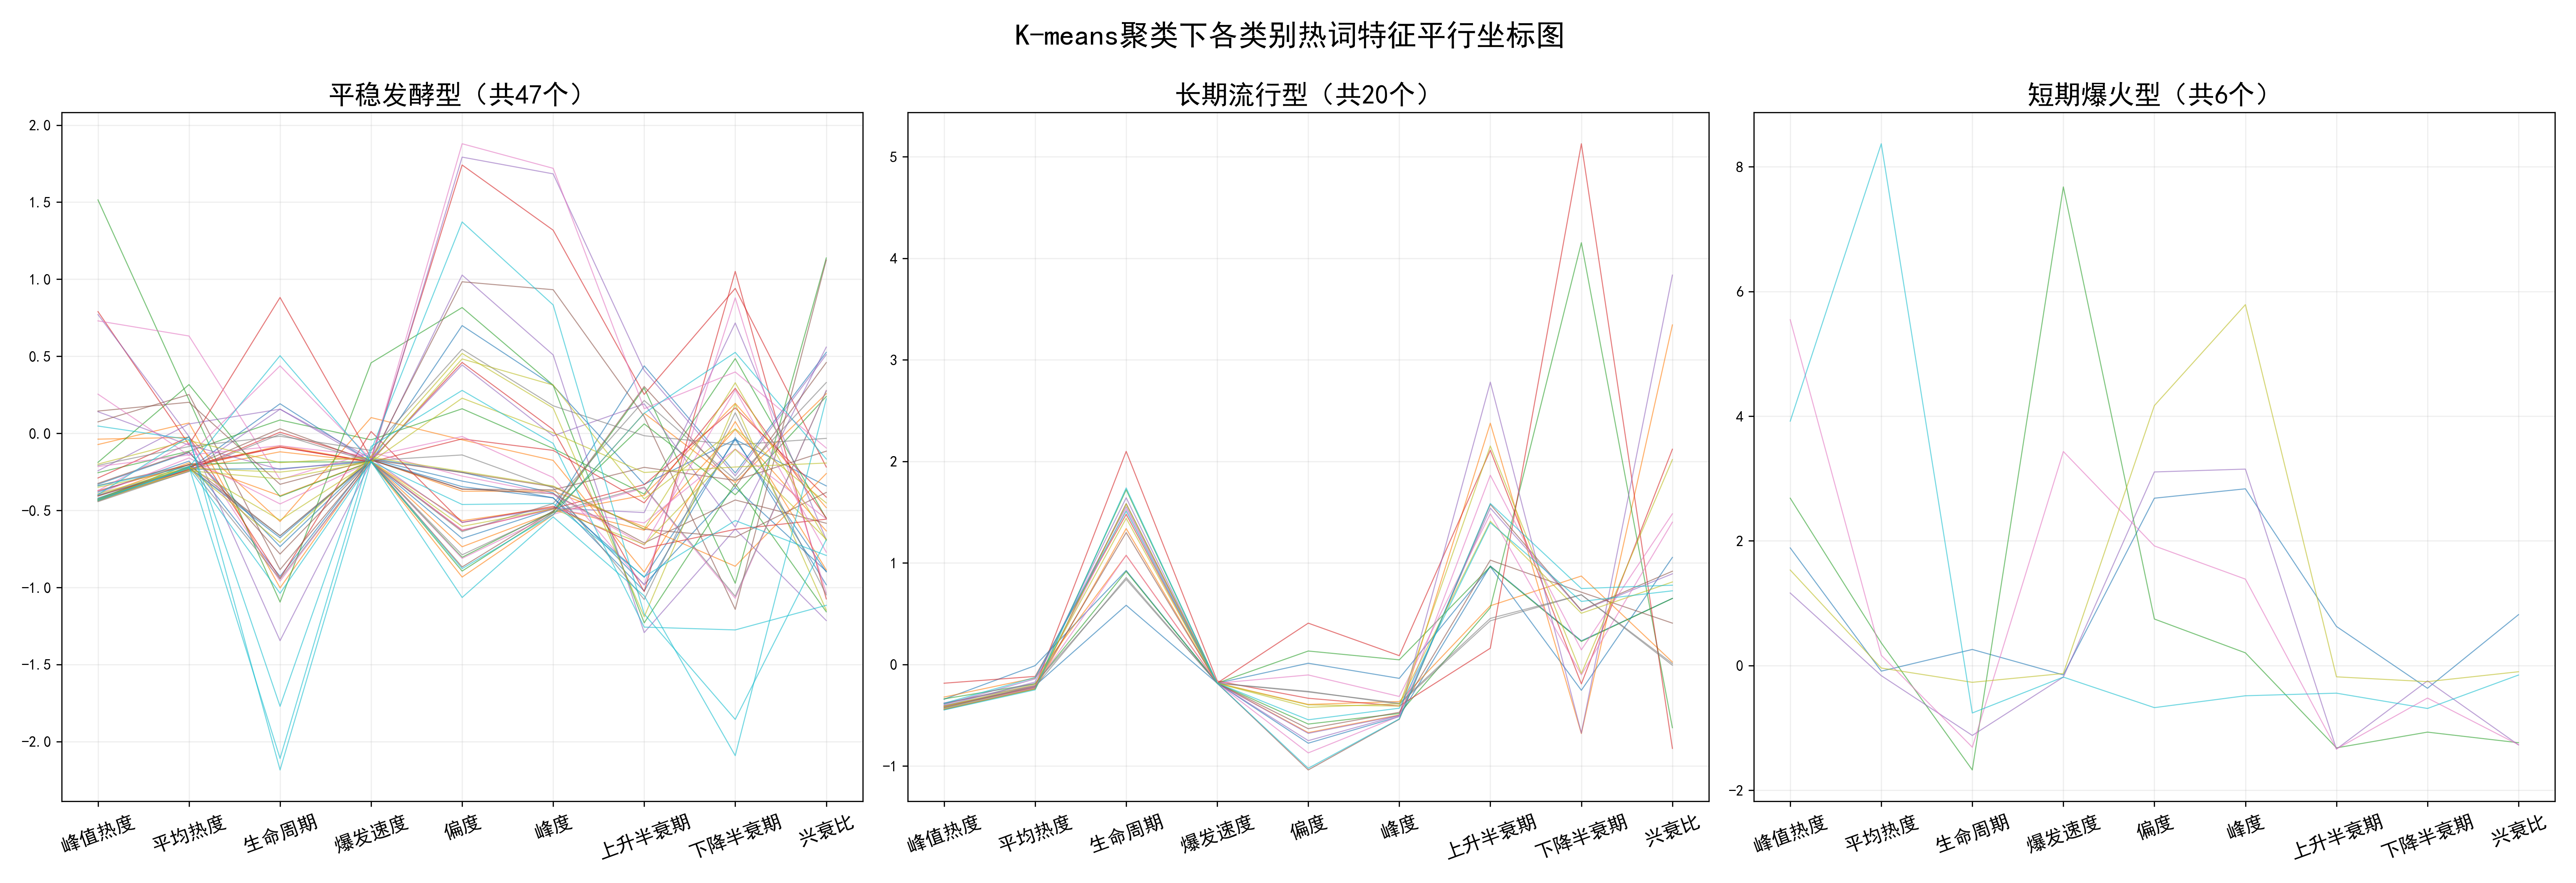 K-means聚类下各类别热词特征平行坐标图
平稳发酵型（共47个）
2.0
1.5
1.0
0.5
0.0
−0.5
−1.0
−1.5
−2.0
峰值热度
平均热度
生命周期
爆发速度
偏度
峰度
上升半衰期
下降半衰期
兴衰比
长期流行型（共20个）
5
4
3
2
1
0
−1
峰值热度
平均热度
生命周期
爆发速度
偏度
峰度
上升半衰期
下降半衰期
兴衰比
短期爆火型（共6个）
8
6
4
2
0
−2
峰值热度
平均热度
生命周期
爆发速度
偏度
峰度
上升半衰期
下降半衰期
兴衰比